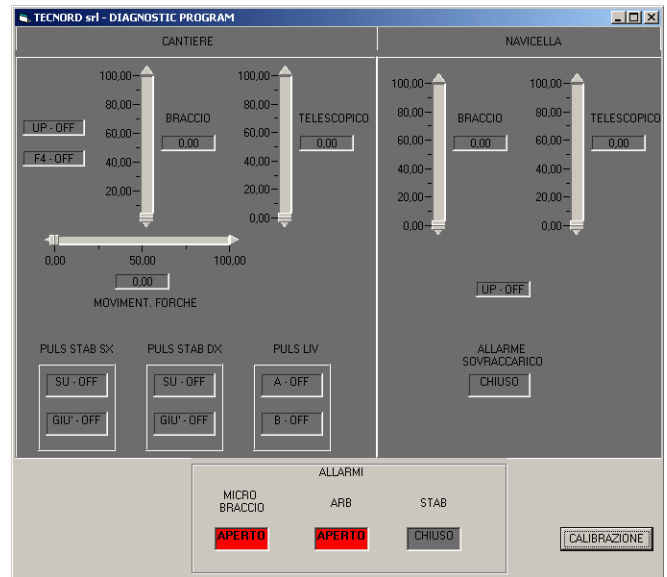 TECNORD srl - DIAGNOSTIC PROGRAM
CANTIERE
NAVICELLA
100,00
80,00
60,00
40,00
20,00
UP - OFF
F4 - OFF
BRACCIO
0,00
100,00
80,00
60,00
40,00
20,00
0,00
TELESCOPICO
0,00
0,00 50,00 100,00
0,00
MOVIMENT. FORCHE
100,00
80,00
60,00
40,00
20,00
0,00
BRACCIO
0,00
100,00
80,00
60,00
40,00
20,00
0,00
TELESCOPICO
0,00
UP - OFF
PULS STAB SX
SU - OFF
GIU' - OFF
PULS STAB DX
SU - OFF
GIU' - OFF
PULS LIV
A - OFF
B - OFF
ALLARME
SOVRACCARICO
CHIUSO
ALLARMI
MICRO
BRACCIO
APERTO
ARB
APERTO
STAB
CHIUSO
CALIBRAZIONE